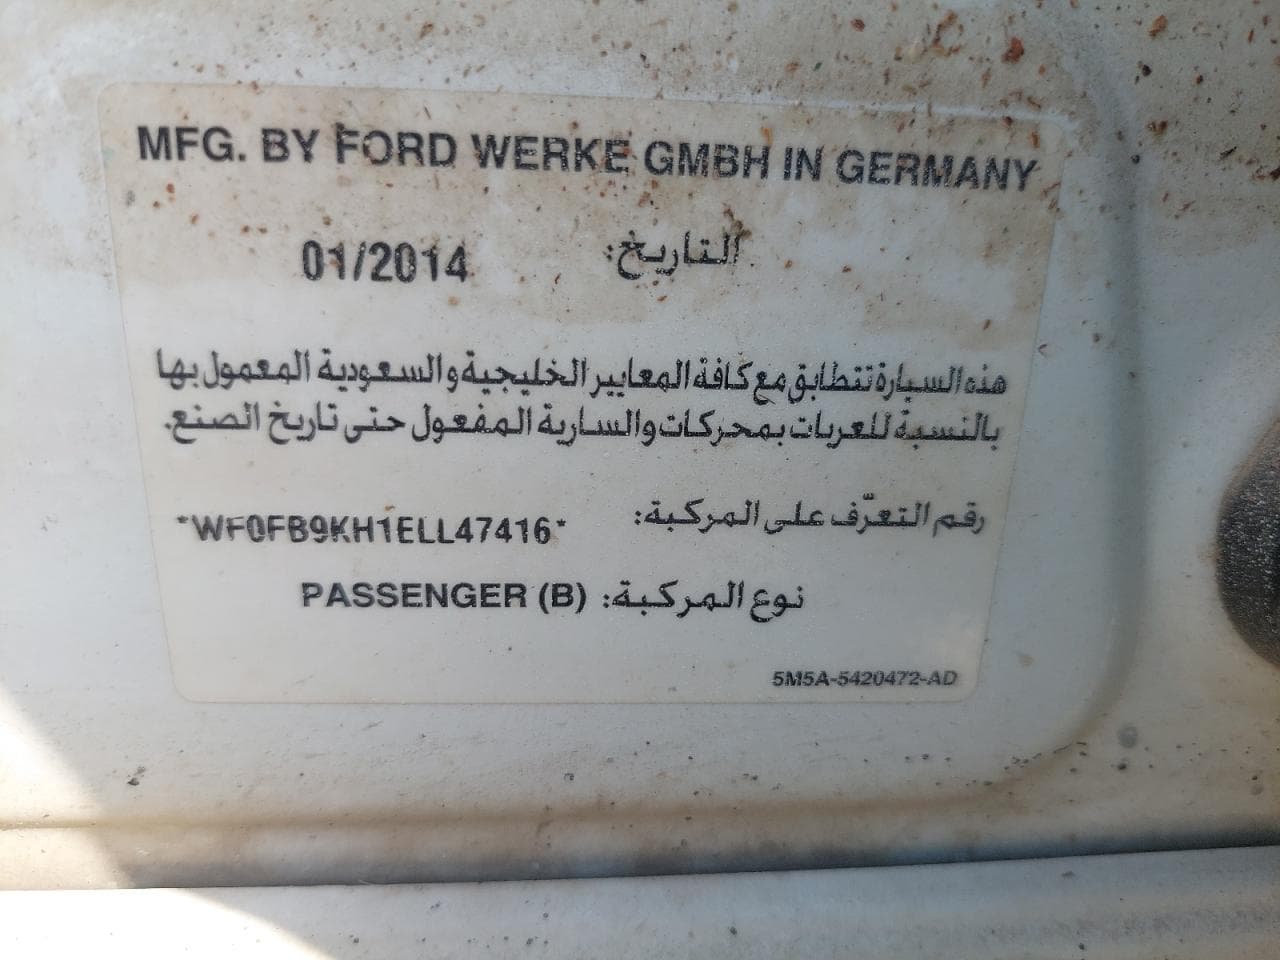 MFG. BY FORD WERKE GMBH IN GERMANY
التاريخ: 01/2014
هذه السيارة تتطابق مع كافة المعايير الخليجية والسعودية المعمول بها
بالنسبة للعربات بمحركات والسارية المفعول حتى تاريخ الصنع.
رقم التعرّف على المركبة: *WF0FB9KH1ELL47416*
نوع المركبة: PASSENGER (B)
5M5A-5420472-AD